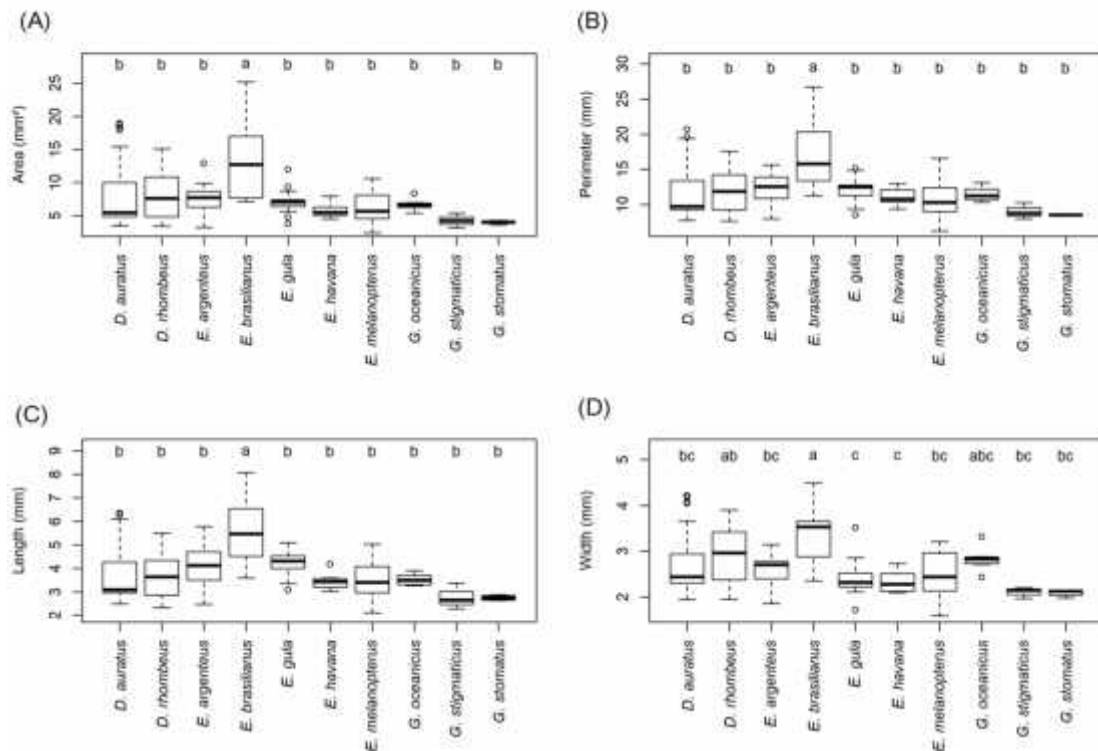 (A)
b b b a b b b b b b
Area (mm²)
25
20
15
10
5
D. auratus
D. rhombeus
E. argenteus
E. brasilianus
E. gula
E. havana
E. melanopterus
G. oceanicus
G. stigmaticus
G. stomatus
(B)
b b b a b b b b b b
Perimeter (mm)
30
25
20
15
10
D. auratus
D. rhombeus
E. argenteus
E. brasilianus
E. gula
E. havana
E. melanopterus
G. oceanicus
G. stigmaticus
G. stomatus
(C)
b b b a b b b b b b
Length (mm)
9
8
7
6
5
4
3
2
D. auratus
D. rhombeus
E. argenteus
E. brasilianus
E. gula
E. havana
E. melanopterus
G. oceanicus
G. stigmaticus
G. stomatus
(D)
bc ab bc a c c bc abc bc bc
Width (mm)
5
4
3
2
D. auratus
D. rhombeus
E. argenteus
E. brasilianus
E. gula
E. havana
E. melanopterus
G. oceanicus
G. stigmaticus
G. stomatus